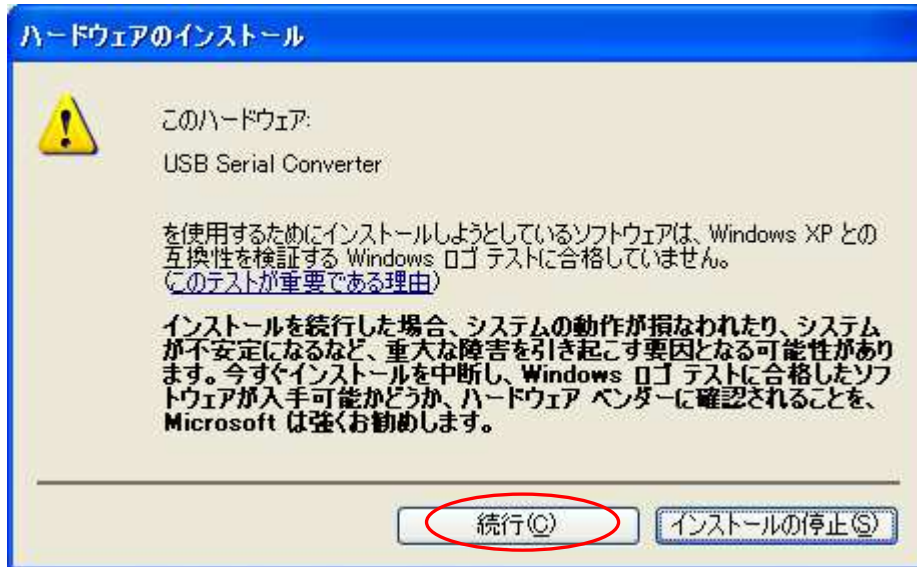 ハードウェアのインストール
このハードウェア:
USB Serial Converter
を使用するためにインストールしようとしているソフトウェアは、Windows XP との
互換性を検証する Windows ロゴ テストに合格していません。
(このテストが重要である理由)
インストールを続行した場合、システムの動作が損なわれたり、システム
が不安定になるなど、重大な障害を引き起こす要因となる可能性があり
ます。今すぐインストールを中断し、Windows ロゴ テストに合格したソフ
トウェアが入手可能かどうか、ハードウェア ベンダーに確認されることを、
Microsoft は強くお勧めします。
続行(C)
インストールの停止(S)